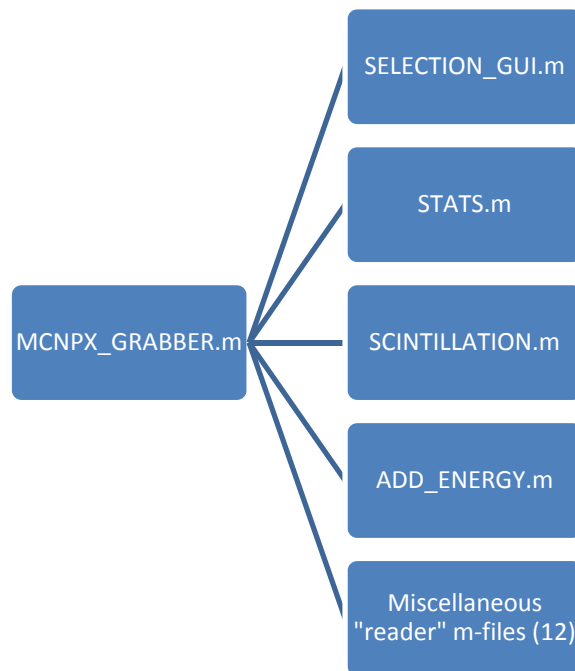 SELECTION_GUI.m
STATS.m
MCNPX_GRABBER.m
SCINTILLATION.m
ADD_ENERGY.m
Miscellaneous
"reader" m-files (12)